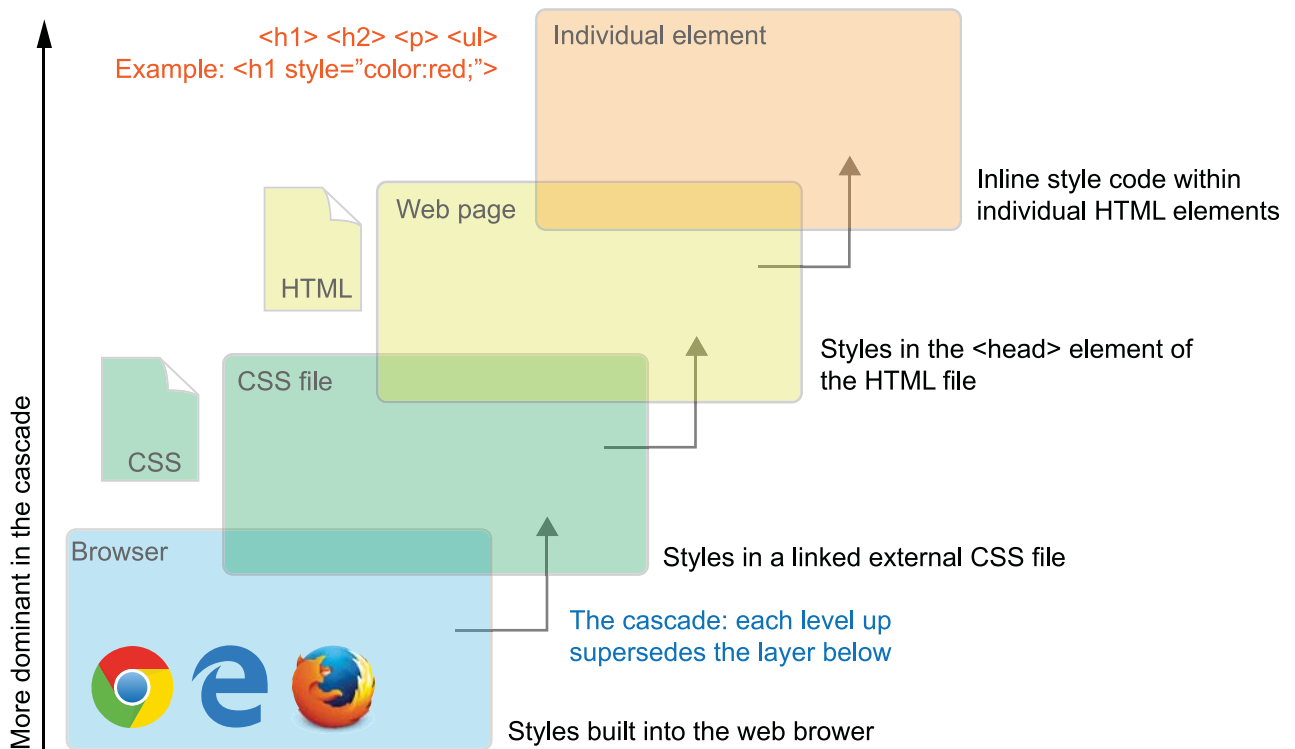 <h1> <h2> <p> <ul>
Example: <h1 style=”color:red;”>
Individual element
Inline style code within
individual HTML elements
Web page
HTML
Styles in the <head> element of
the HTML file
CSS file
CSS
Styles in a linked external CSS file
Browser
The cascade: each level up
supersedes the layer below
Styles built into the web brower
More dominant in the cascade